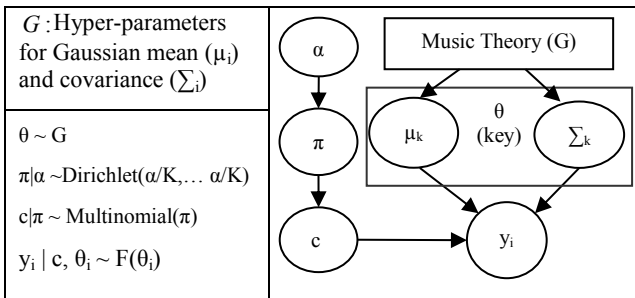 G :Hyper-parameters
for Gaussian mean (μi)
and covariance (∑i)
θ ~ G
π|α ~Dirichlet(α/K,… α/K)
c|π ~ Multinomial(π)
yi | c, θi ~ F(θi)
α
Music Theory (G)
π
μk
θ
(key)
∑k
c
yi